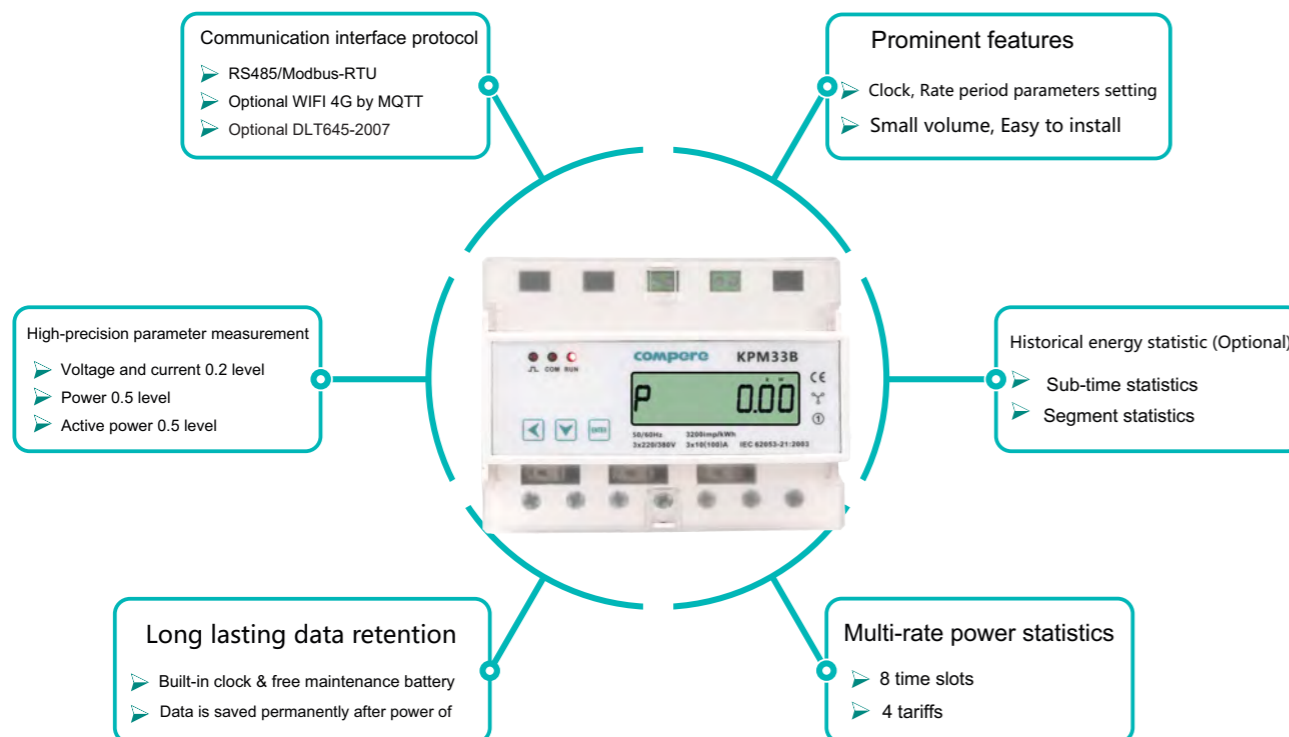 Communication interface protocol
RS485/Modbus-RTU
Optional WIFI 4G by MQTT
Optional DLT645-2007
Prominent features
Clock, Rate period parameters setting
Small volume, Easy to install
High-precision parameter measurement
Voltage and current 0.2 level
Power 0.5 level
Active power 0.5 level
compere KPM33B
COM RUN
P 0.00
CE
ENTER
50/60Hz 3200imp/kWh
3x220/380V 3x10(100)A IEC 62053-21:2003
Historical energy statistic (Optional)
Sub-time statistics
Segment statistics
Long lasting data retention
Built-in clock & free maintenance battery
Data is saved permanently after power of
Multi-rate power statistics
8 time slots
4 tariffs